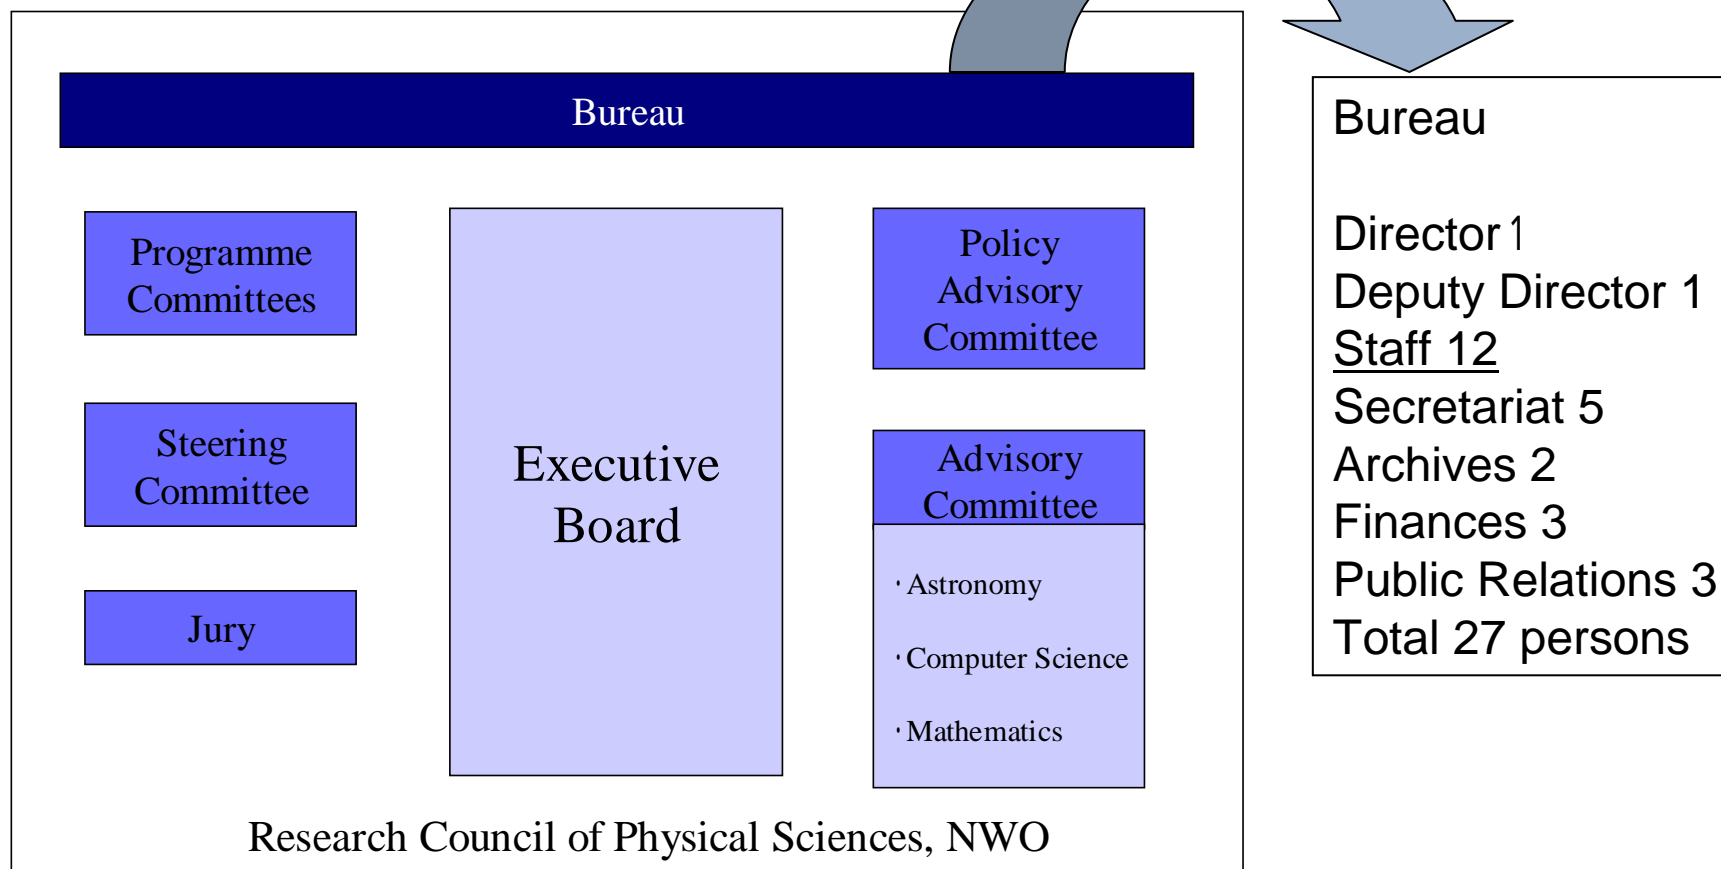 Bureau
Programme
Committees
Steering
Committee
Jury
Executive
Board
Policy
Advisory
Committee
Advisory
Committee
· Astronomy
· Computer Science
· Mathematics
Research Council of Physical Sciences, NWO
Bureau
Director 1
Deputy Director 1
Staff 12
Secretariat 5
Archives 2
Finances 3
Public Relations 3
Total 27 persons